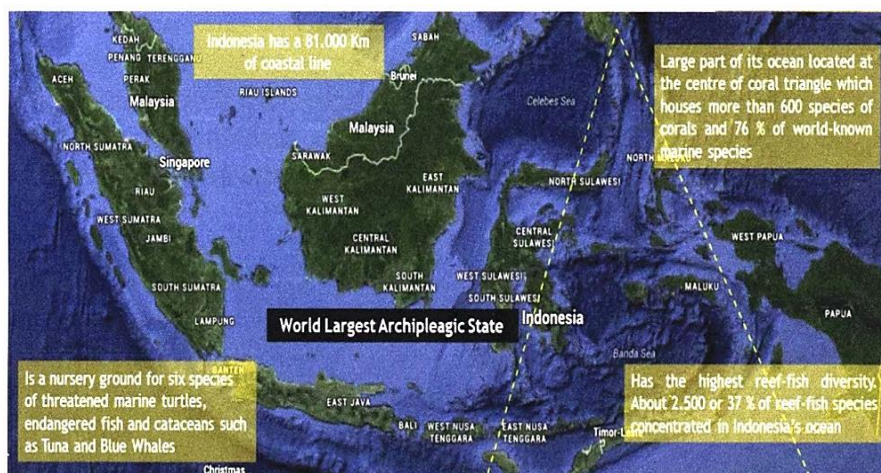 KEDAH
PENANG TERENGGANU
ACEH
PERAK
Malaysia
Indonesia has a 81.000 Km
of coastal line
SABAH
Brunei
RIAU ISLANDS
Malaysia
Celebes Sea
Large part of its ocean located at
the centre of coral triangle which
houses more than 600 species of
corals and 76 % of world-known
marine species
NORTH SUMATRA
Singapore
SARAWAK
NORTH
EAST
KALIMANTAN
NORTH SULAWESI
RIAU
WEST
KALIMANTAN
WEST SUMATRA
JAMBI
CENTRAL
KALIMANTAN
CENTRAL
SULAWESI
WEST PAPUA
SOUTH SUMATRA
SOUTH
KALIMANTAN
WEST SULAWESI
SOUTH SULAWESI
MALUKU
PAPUA
LAMPUNG
World Largest Archipleagic State
Indonesia
Banda Sea
BANTEN
Is a nursery ground for six species
of threatened marine turtles,
endangered fish and cataceans such
as Tuna and Blue Whales
EAST JAVA
BALI
WEST NUSA
TENGGARA
EAST NUSA
TENGGARA
Has the highest reef-fish diversity.
About 2.500 or 37 % of reef-fish species
concentrated in Indonesia's ocean
Christmas